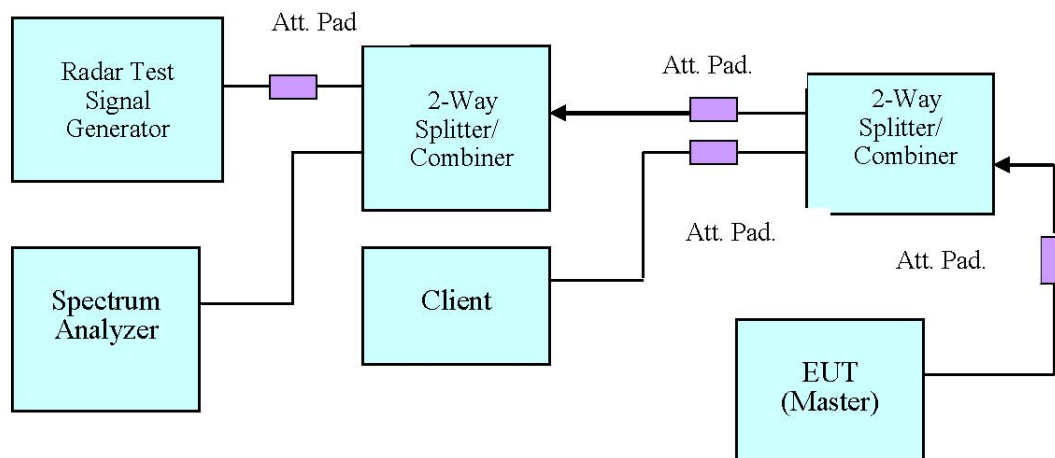 Att. Pad
Radar Test
Signal
Generator
2-Way
Splitter/
Combiner
Att. Pad.
2-Way
Splitter/
Combiner
Att. Pad.
Att. Pad.
Spectrum
Analyzer
Client
EUT
(Master)